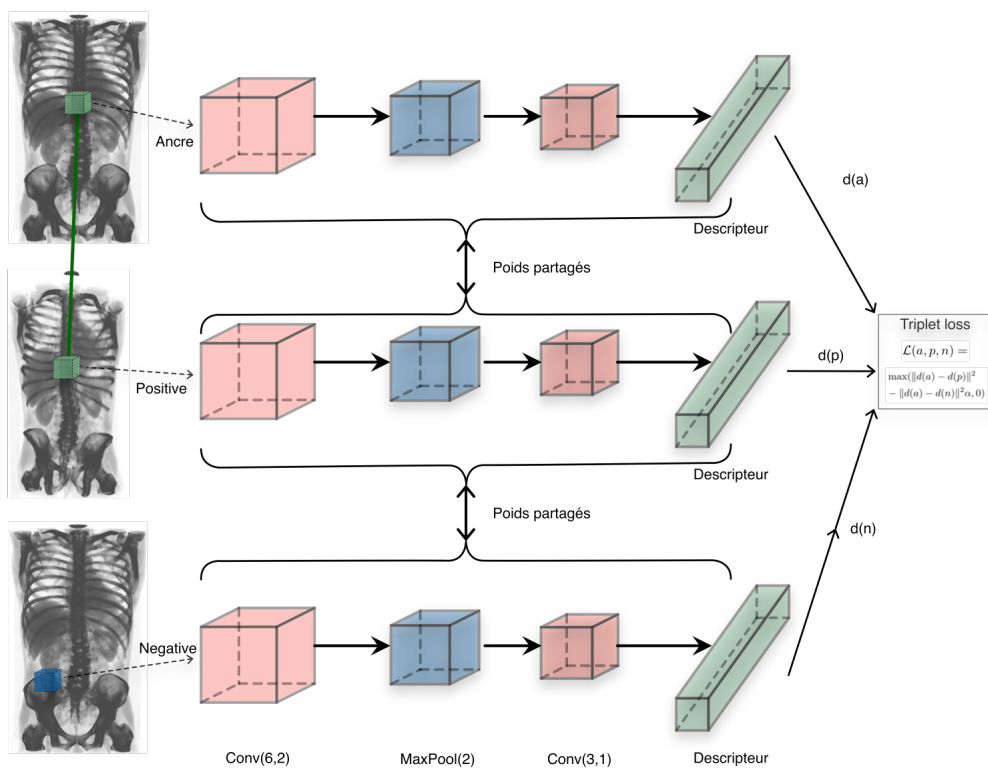 Ancre
d(a)
Descripteur
Poids partagés
Triplet loss
L(a, p, n) =
max(‖d(a) − d(p)‖²
− ‖d(a) − d(n)‖²α, 0)
d(p)
Positive
Descripteur
Poids partagés
d(n)
Negative
Conv(6,2)
MaxPool(2)
Conv(3,1)
Descripteur